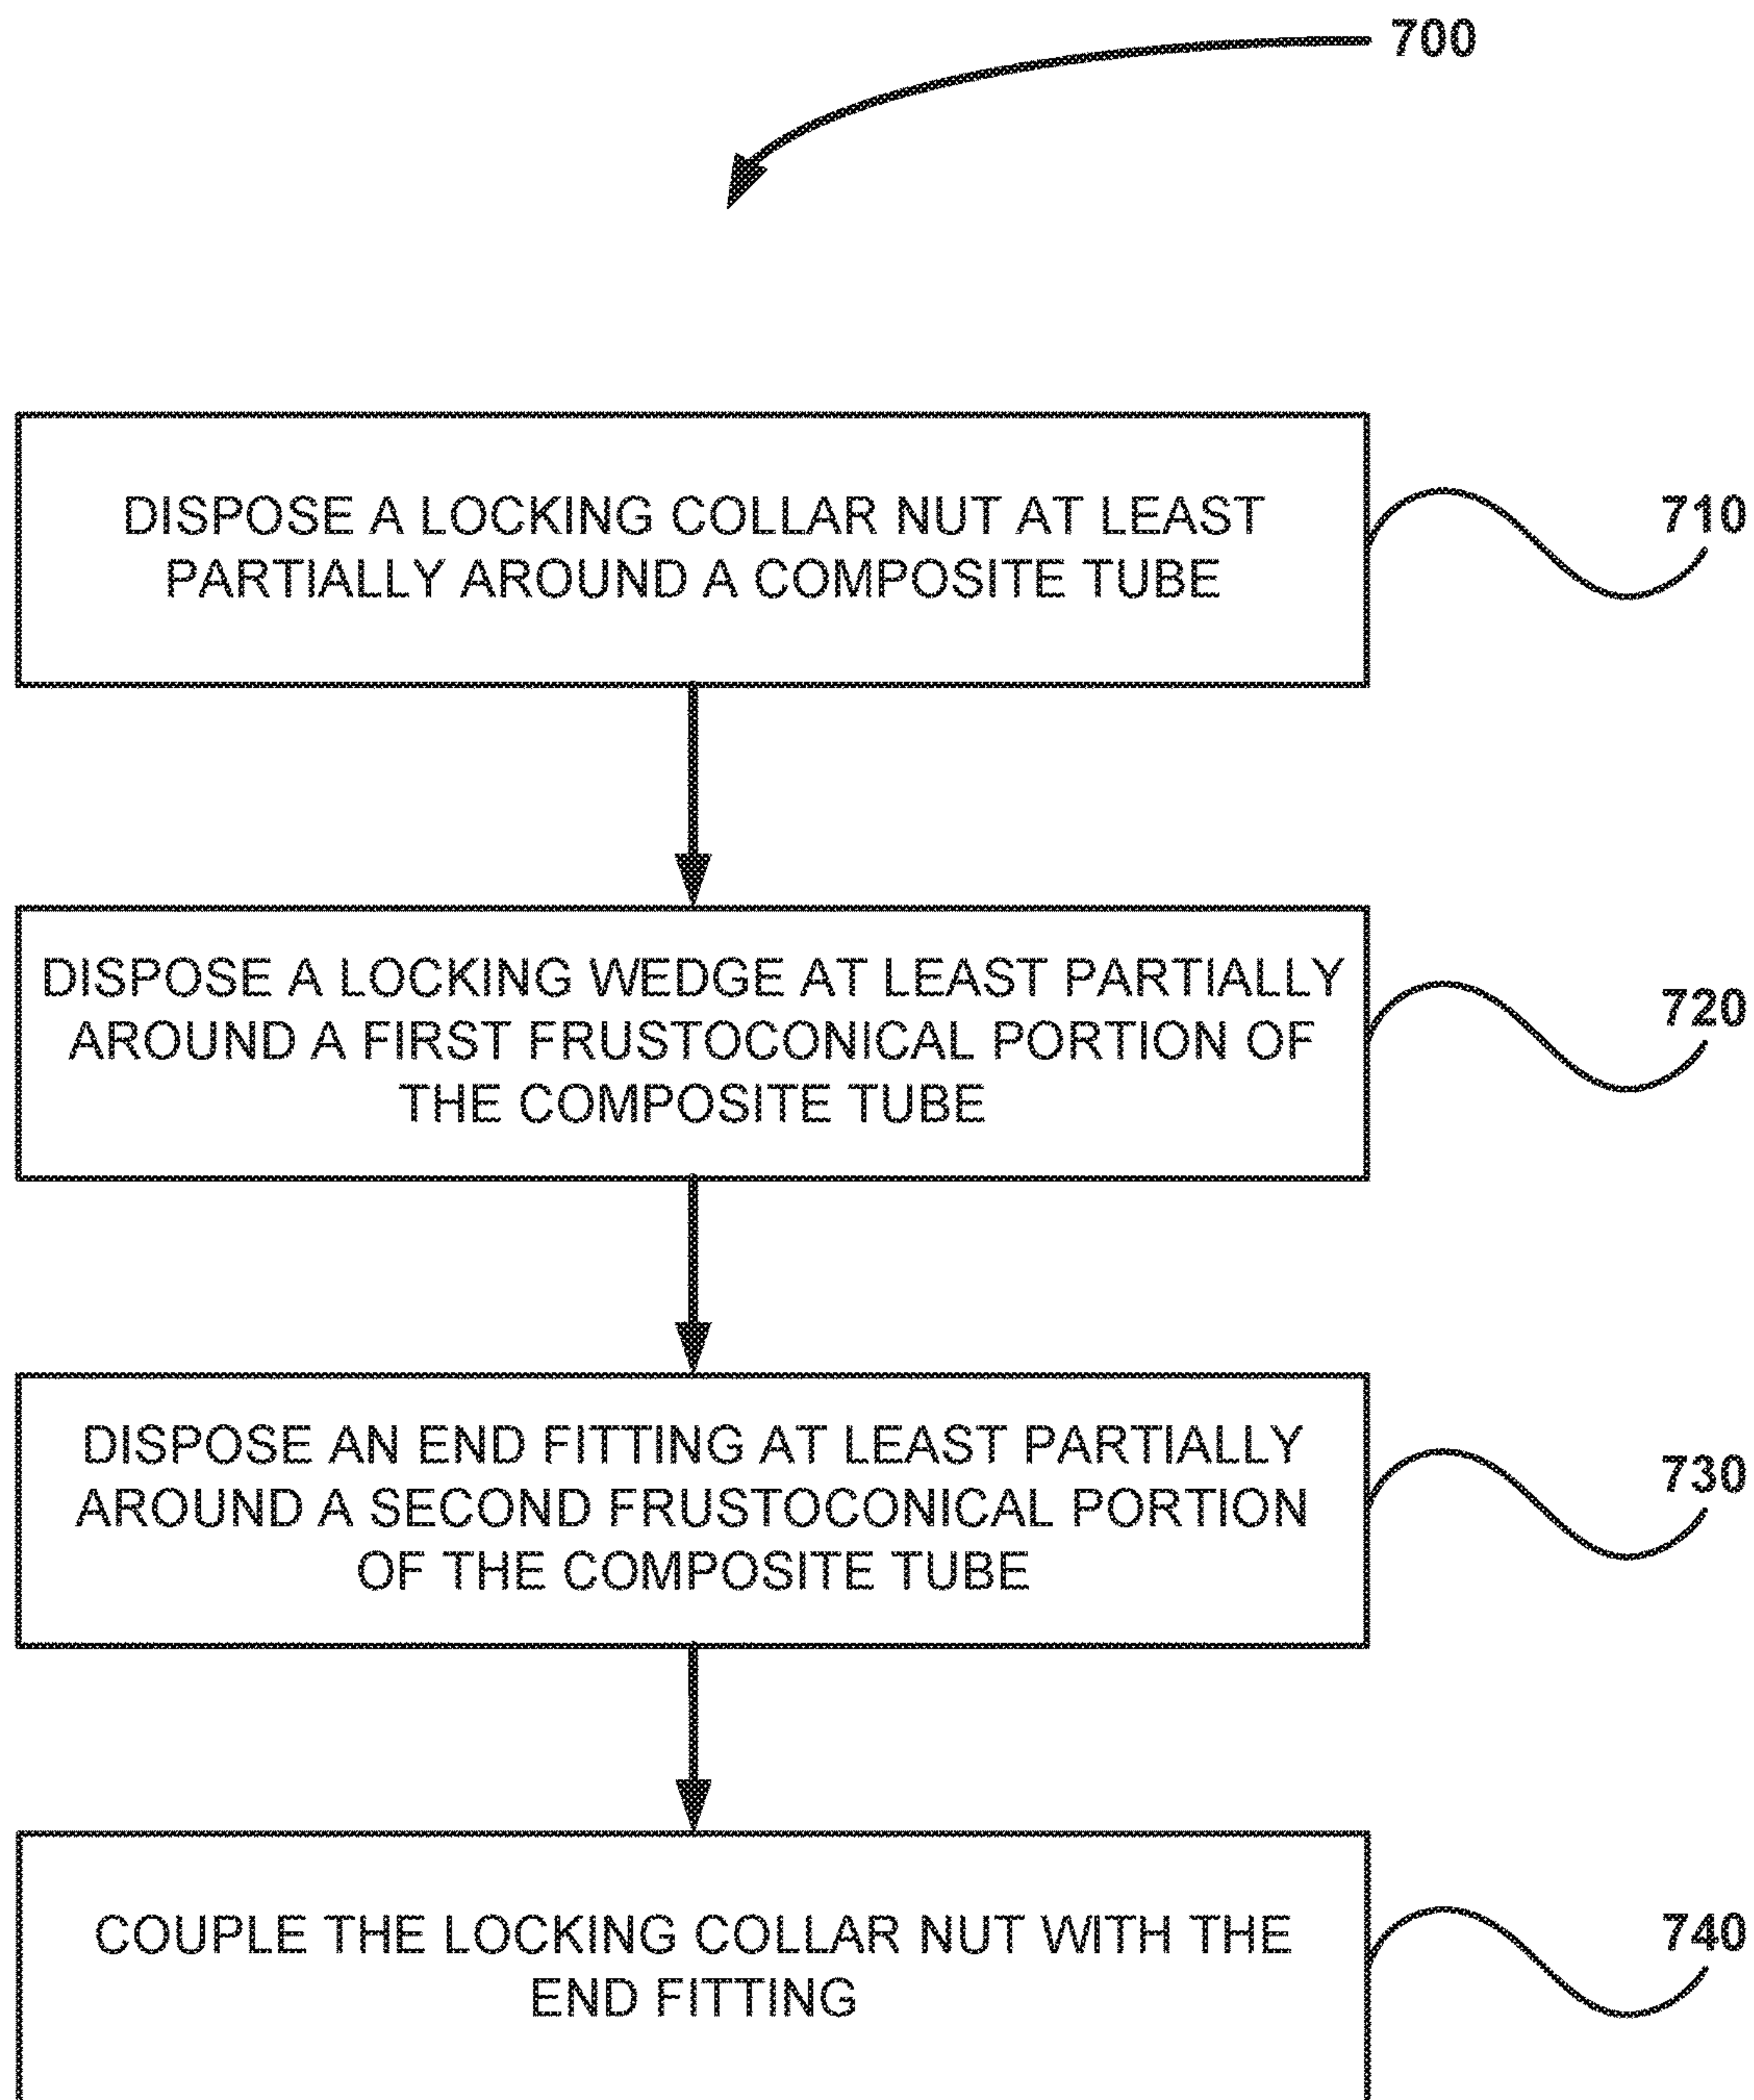 700
DISPOSE A LOCKING COLLAR NUT AT LEAST
PARTIALLY AROUND A COMPOSITE TUBE
710
DISPOSE A LOCKING WEDGE AT LEAST PARTIALLY
AROUND A FIRST FRUSTOCONICAL PORTION OF
THE COMPOSITE TUBE
720
DISPOSE AN END FITTING AT LEAST PARTIALLY
AROUND A SECOND FRUSTOCONICAL PORTION
OF THE COMPOSITE TUBE
730
COUPLE THE LOCKING COLLAR NUT WITH THE
END FITTING
740